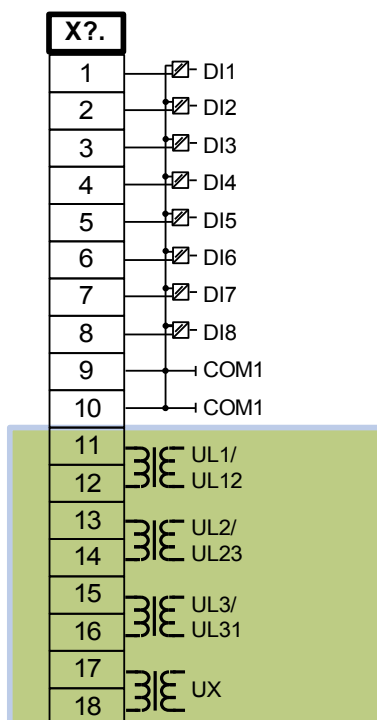 X?.
1 DI1
2 DI2
3 DI3
4 DI4
5 DI5
6 DI6
7 DI7
8 DI8
9 COM1
10 COM1
11 UL1/
12 UL12
13 UL2/
14 UL23
15 UL3/
16 UL31
17
UX
18